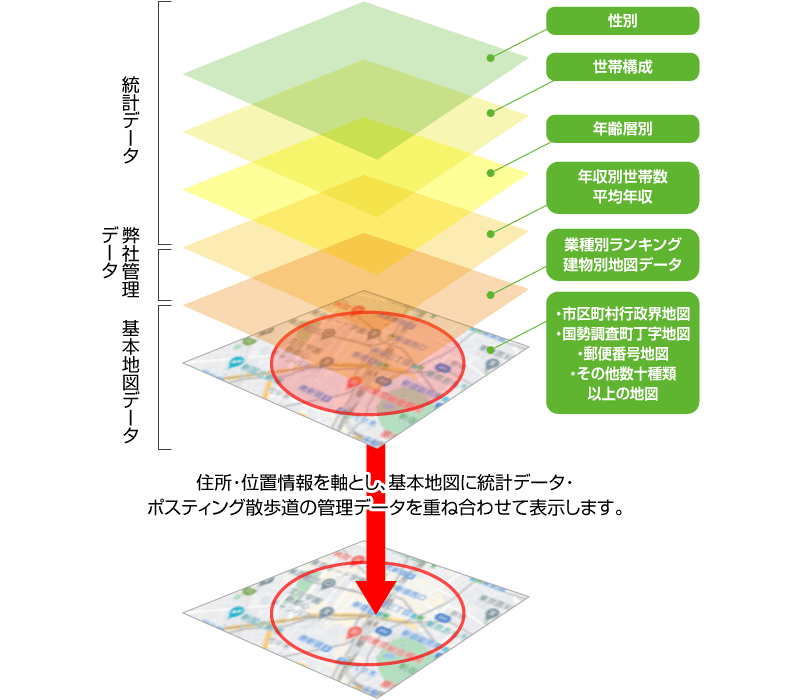 性別
世帯構成
年齢層別
年収別世帯数
平均年収
業種別ランキング
建物別地図データ
・市区町村行政界地図
・国勢調査町丁字地図
・郵便番号地図
・その他数十種類
以上の地図
統計データ
弊社管理
データ
基本地図データ
住所・位置情報を軸とし、基本地図に統計データ・
ポスティング散歩道の管理データを重ね合わせて表示します。